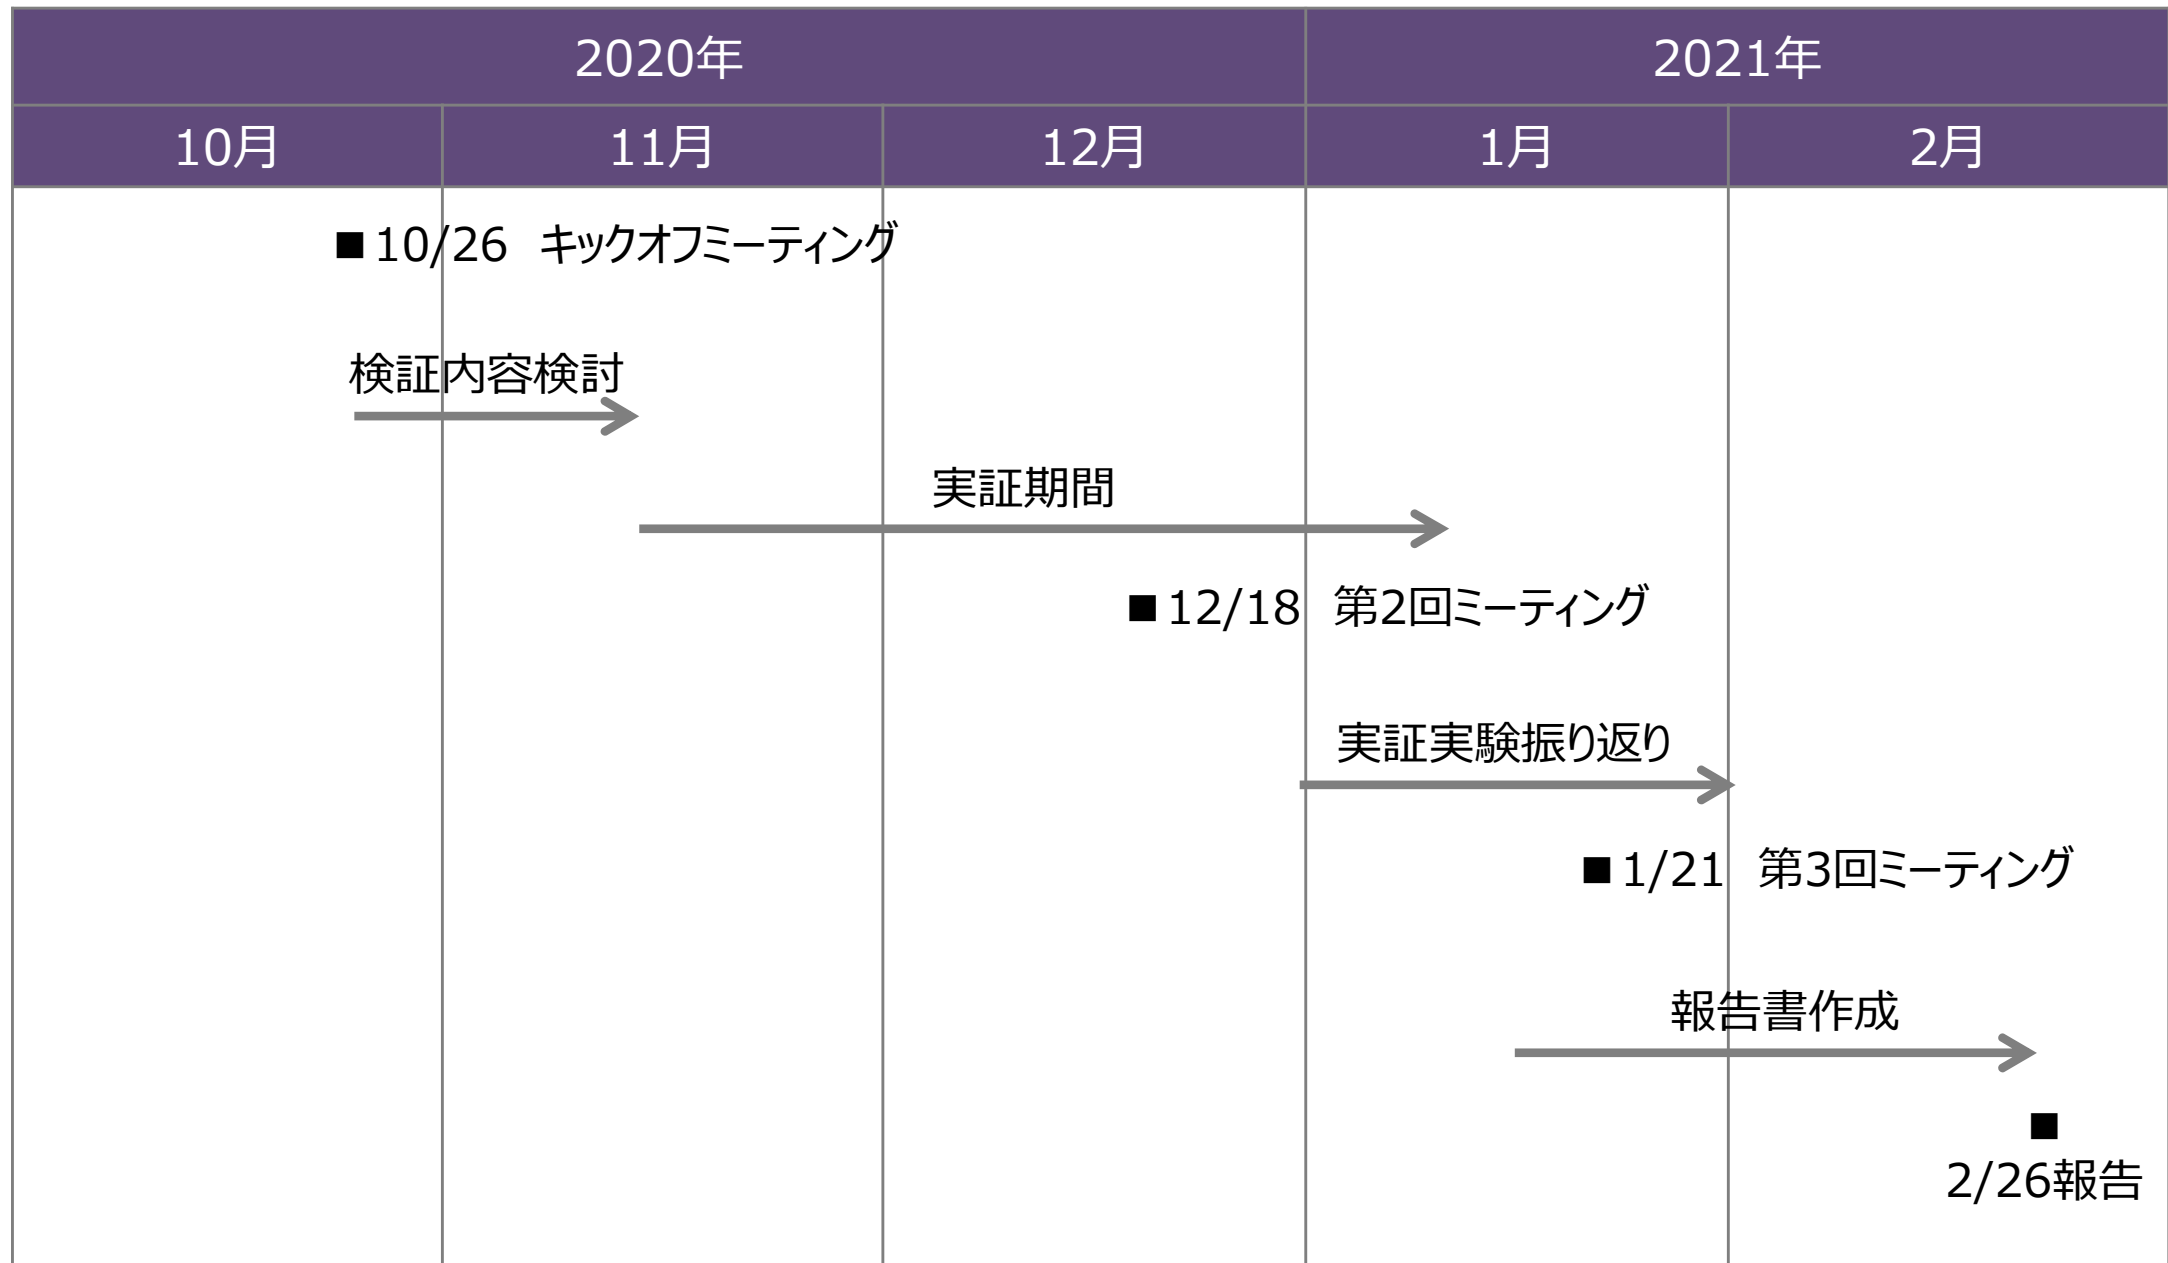 2020年 2021年
10月 11月 12月 1月 2月
■10/26　キックオフミーティング
検証内容検討
実証期間
■12/18　第2回ミーティング
実証実験振り返り
■1/21　第3回ミーティング
報告書作成
■
2/26報告